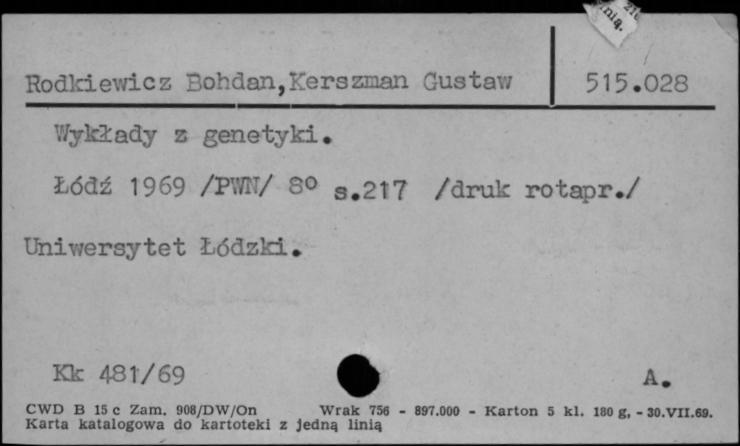 Rodkiewicz Bohdan,Kerszman Gustaw 515.028
Wykłady z genetyki.
Łódź 1969 /PWN/ 8º s.217 /druk rotapr./
Uniwersytet Łódzki.
Kk 481/69 A.
CWD B 15 c Zam. 908/DW/On Wrak 756 - 897.000 - Karton 5 kl. 180 g. - 30.VII.69.
Karta katalogowa do kartoteki z jedną linią